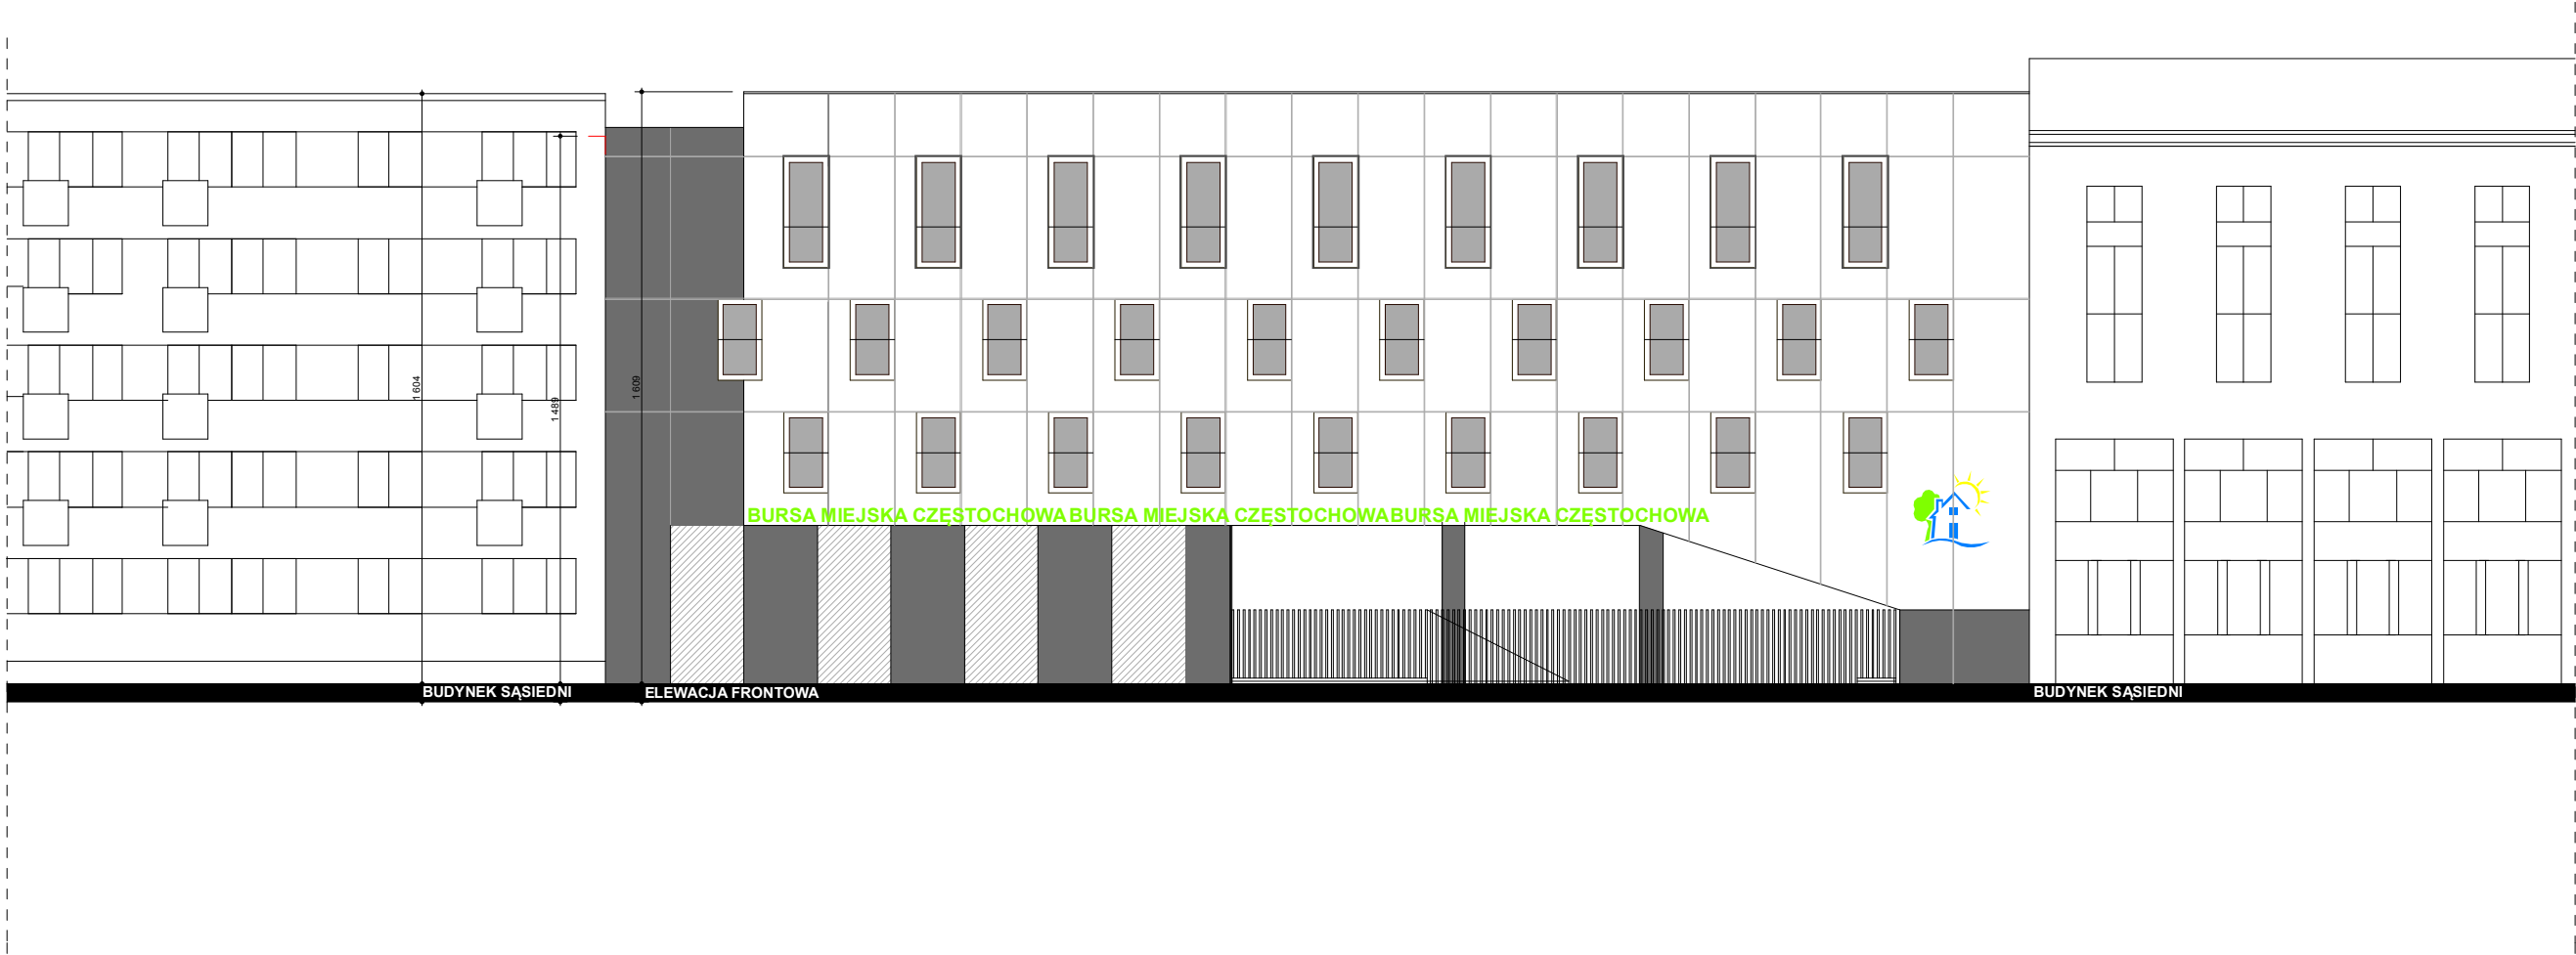 1 604
1 489
1 609
BURSA MIEJSKA CZĘSTOCHOWA BURSA MIEJSKA CZĘSTOCHOWA BURSA MIEJSKA CZĘSTOCHOWA
BUDYNEK SĄSIEDNI
ELEWACJA FRONTOWA
BUDYNEK SĄSIEDNI